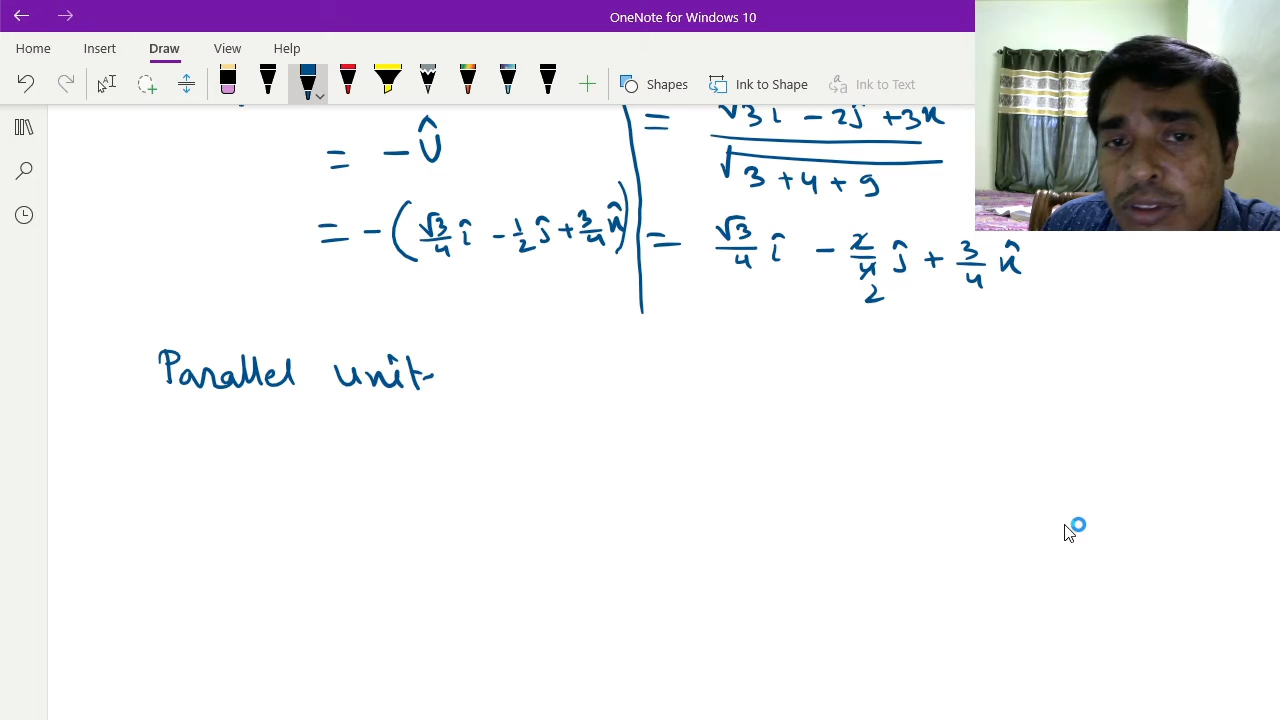 OneNote for Windows 10
Home Insert Draw View Help
Shapes Ink to Shape Ink to Text
= -Û
= -(√3/4 î - 1/2 ĵ + 3/4 k̂)
= √3 î - 2ĵ + 3k̂ / √3+4+9
= √3/4 î - 2/4 2 ĵ + 3/4 k̂
Parallel unit